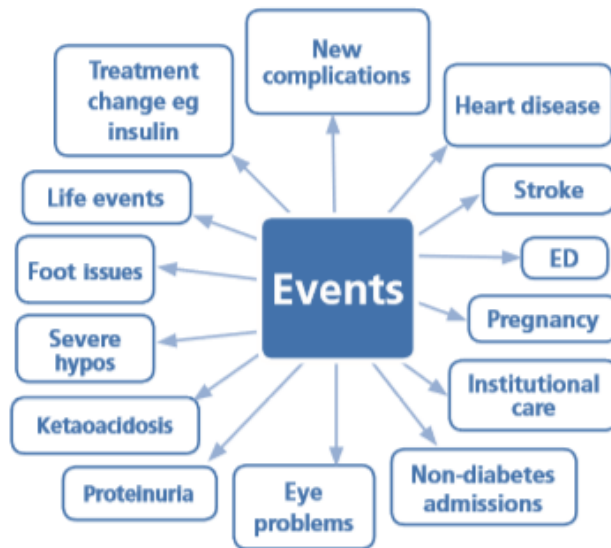 New
complications
Treatment
change eg
insulin
Heart disease
Life events
Stroke
Foot issues
ED
Events
Severe
hypos
Pregnancy
Institutional
care
Ketaoacidosis
Non-diabetes
admissions
Proteinuria
Eye
problems